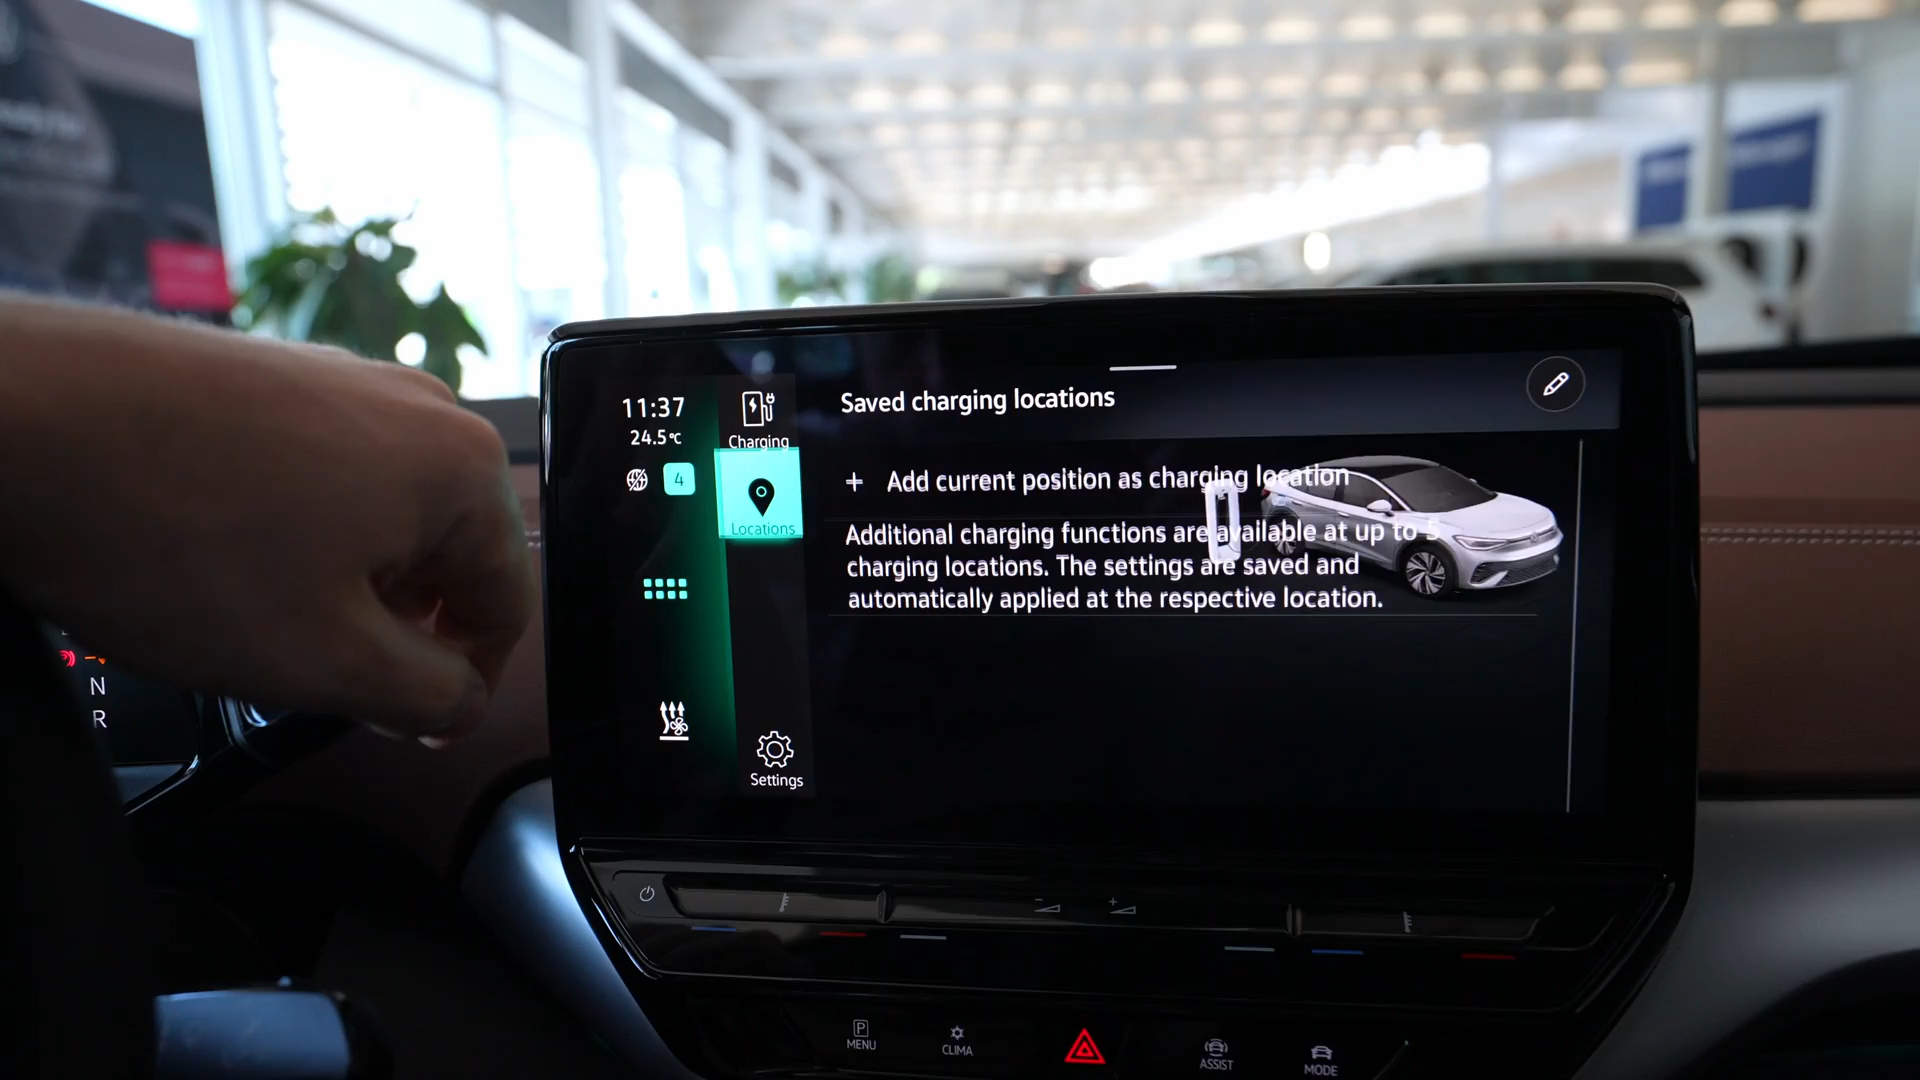 11:37
24.5°C
4
Charging
Locations
Settings
Saved charging locations
+ Add current position as charging location
Additional charging functions are available at up to 5
charging locations. The settings are saved and
automatically applied at the respective location.
N
R
P
MENU
CLIMA
ASSIST
MODE